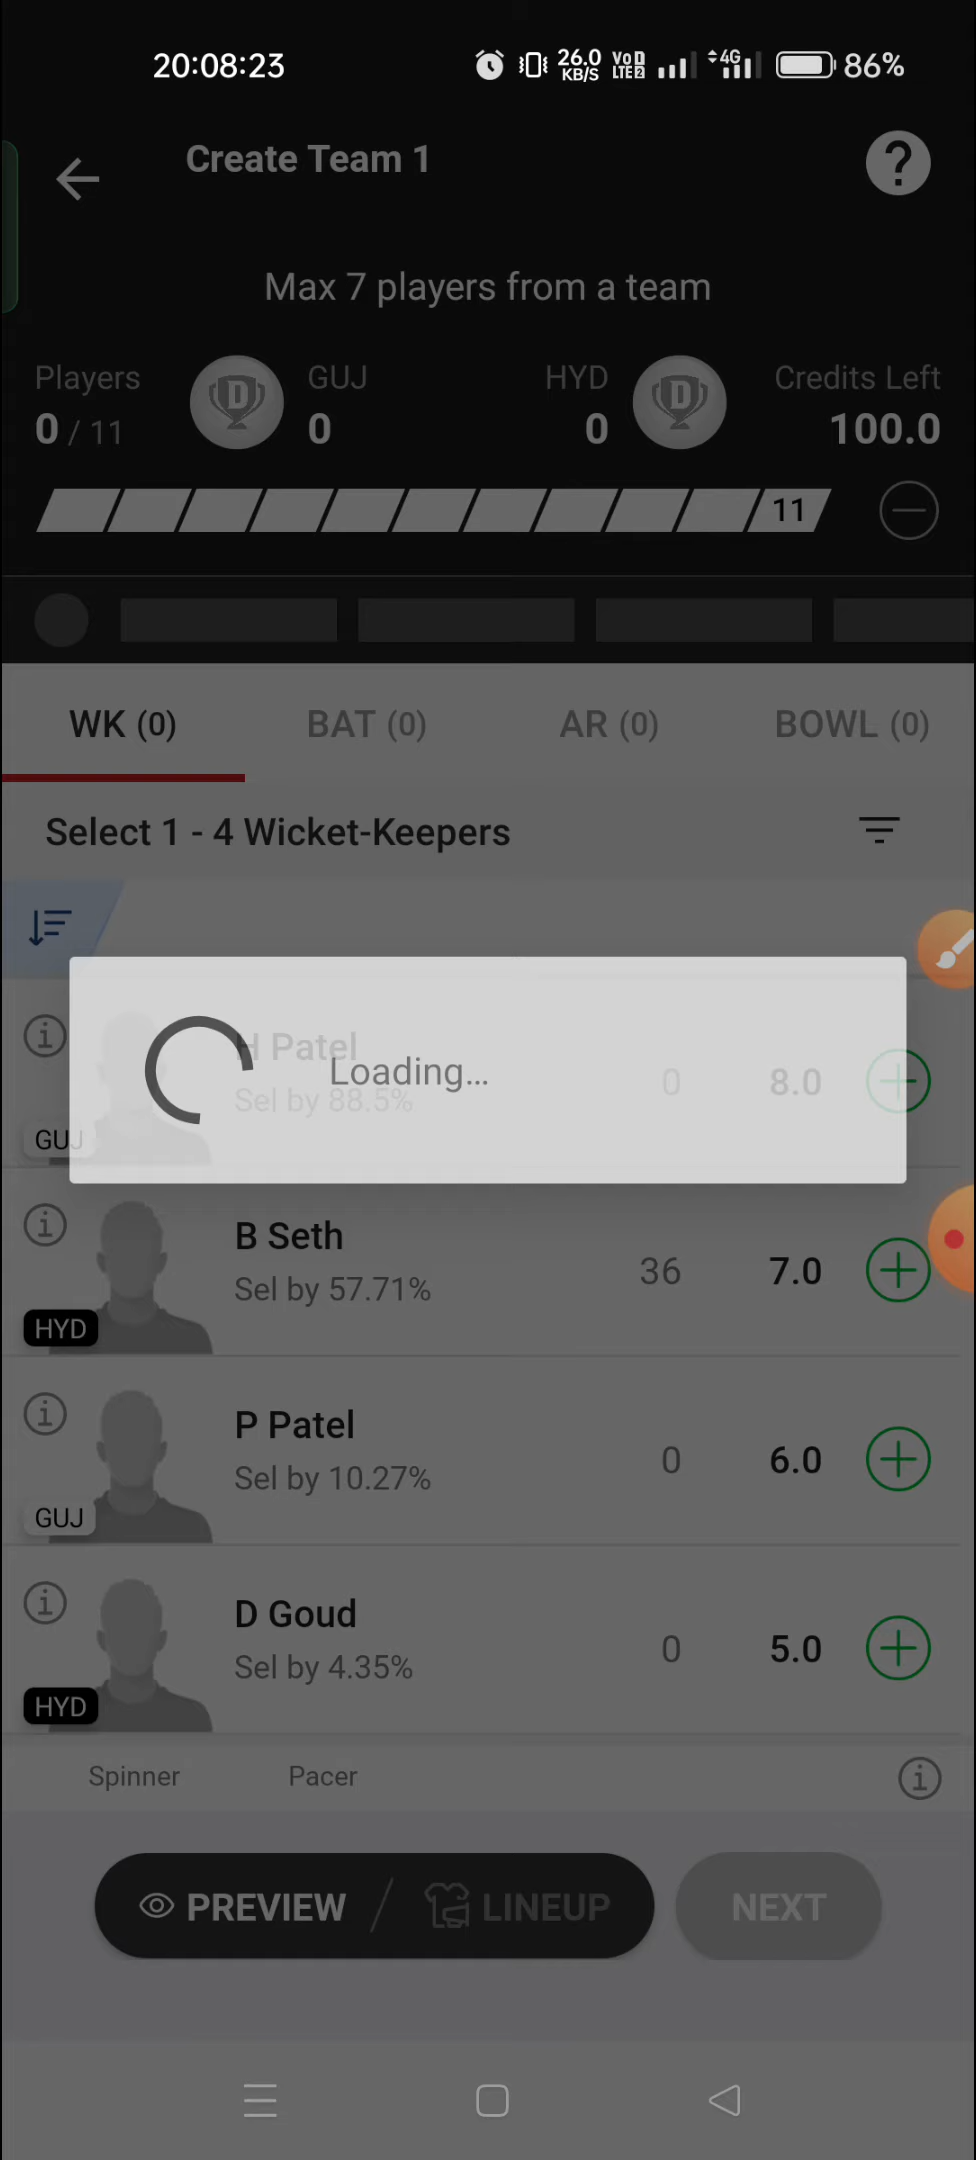 20:08:23
26.0
KB/S
VoD
LTE2
4G
86%
Create Team 1
?
Max 7 players from a team
Players
GUJ
HYD
Credits Left
0 / 11
D
0
0
D
100.0
11
WK (0)
BAT (0)
AR (0)
BOWL (0)
Select 1 - 4 Wicket-Keepers
H Patel
Loading...
Sel by 88.5%
0
8.0
GUJ
B Seth
Sel by 57.71%
36
7.0
HYD
P Patel
Sel by 10.27%
0
6.0
GUJ
D Goud
Sel by 4.35%
0
5.0
HYD
Spinner
Pacer
PREVIEW
LINEUP
NEXT